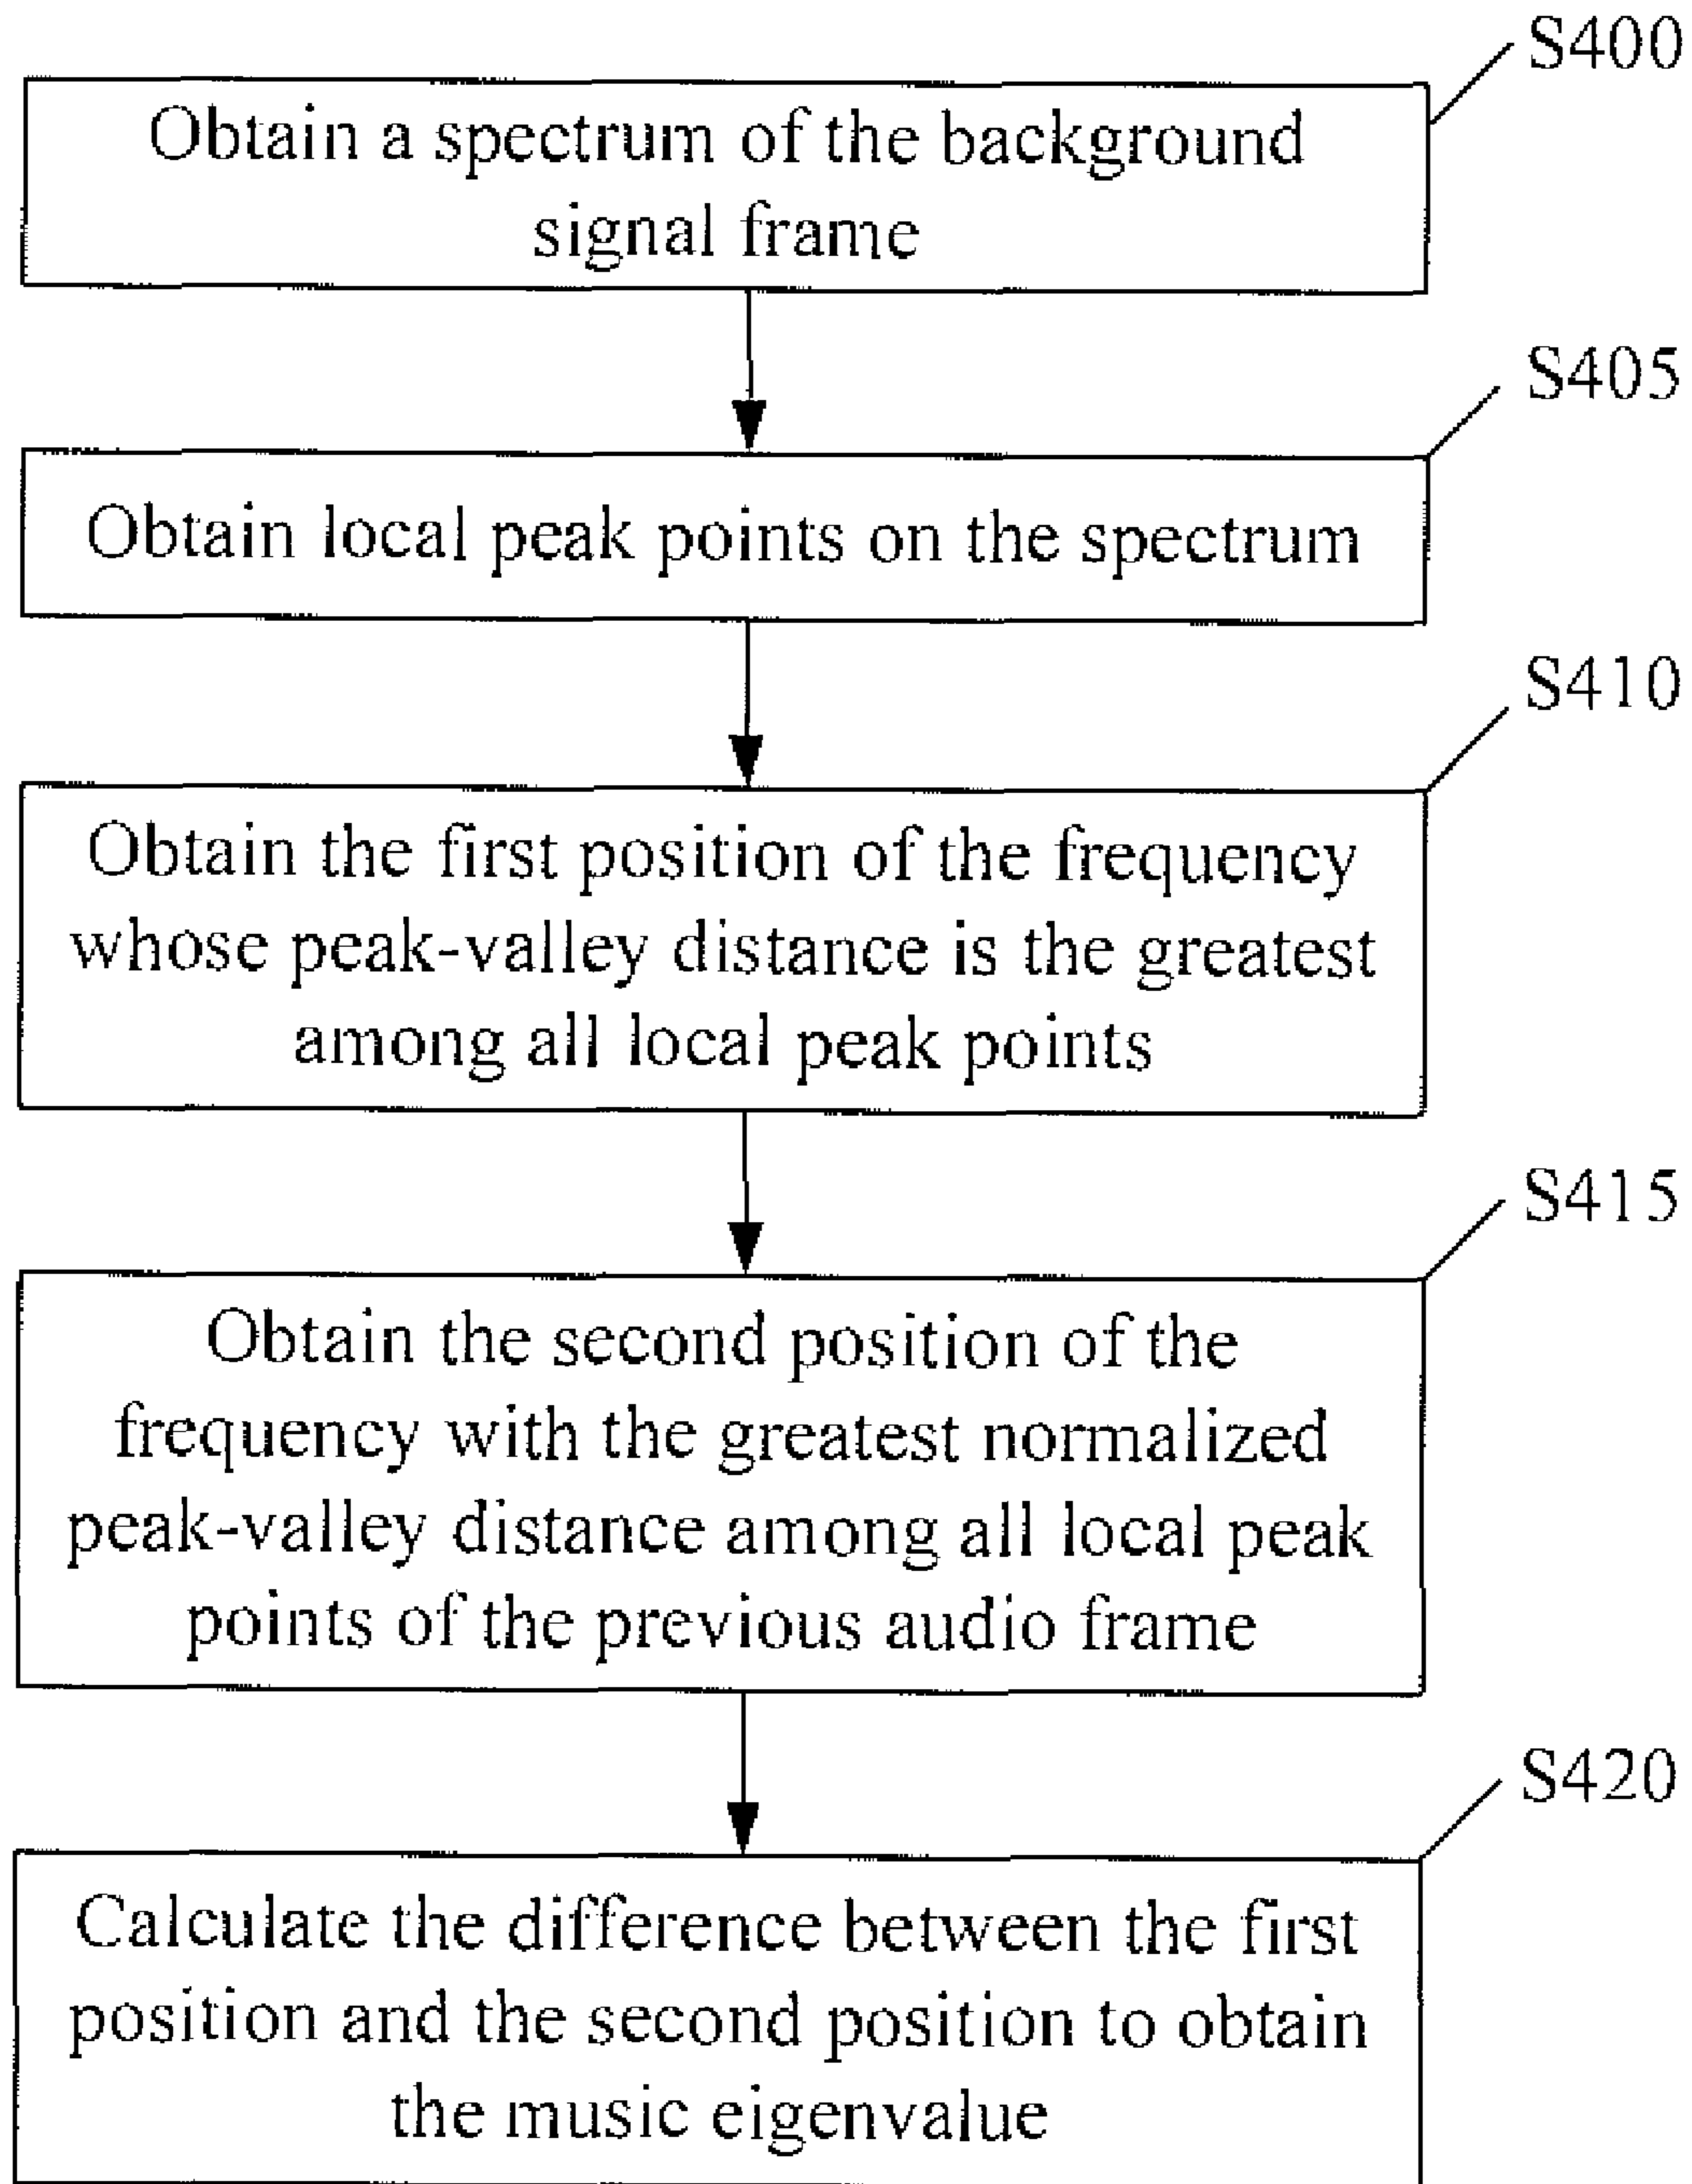 S400
Obtain a spectrum of the background
signal frame
S405
Obtain local peak points on the spectrum
S410
Obtain the first position of the frequency
whose peak-valley distance is the greatest
among all local peak points
S415
Obtain the second position of the
frequency with the greatest normalized
peak-valley distance among all local peak
points of the previous audio frame
S420
Calculate the difference between the first
position and the second position to obtain
the music eigenvalue